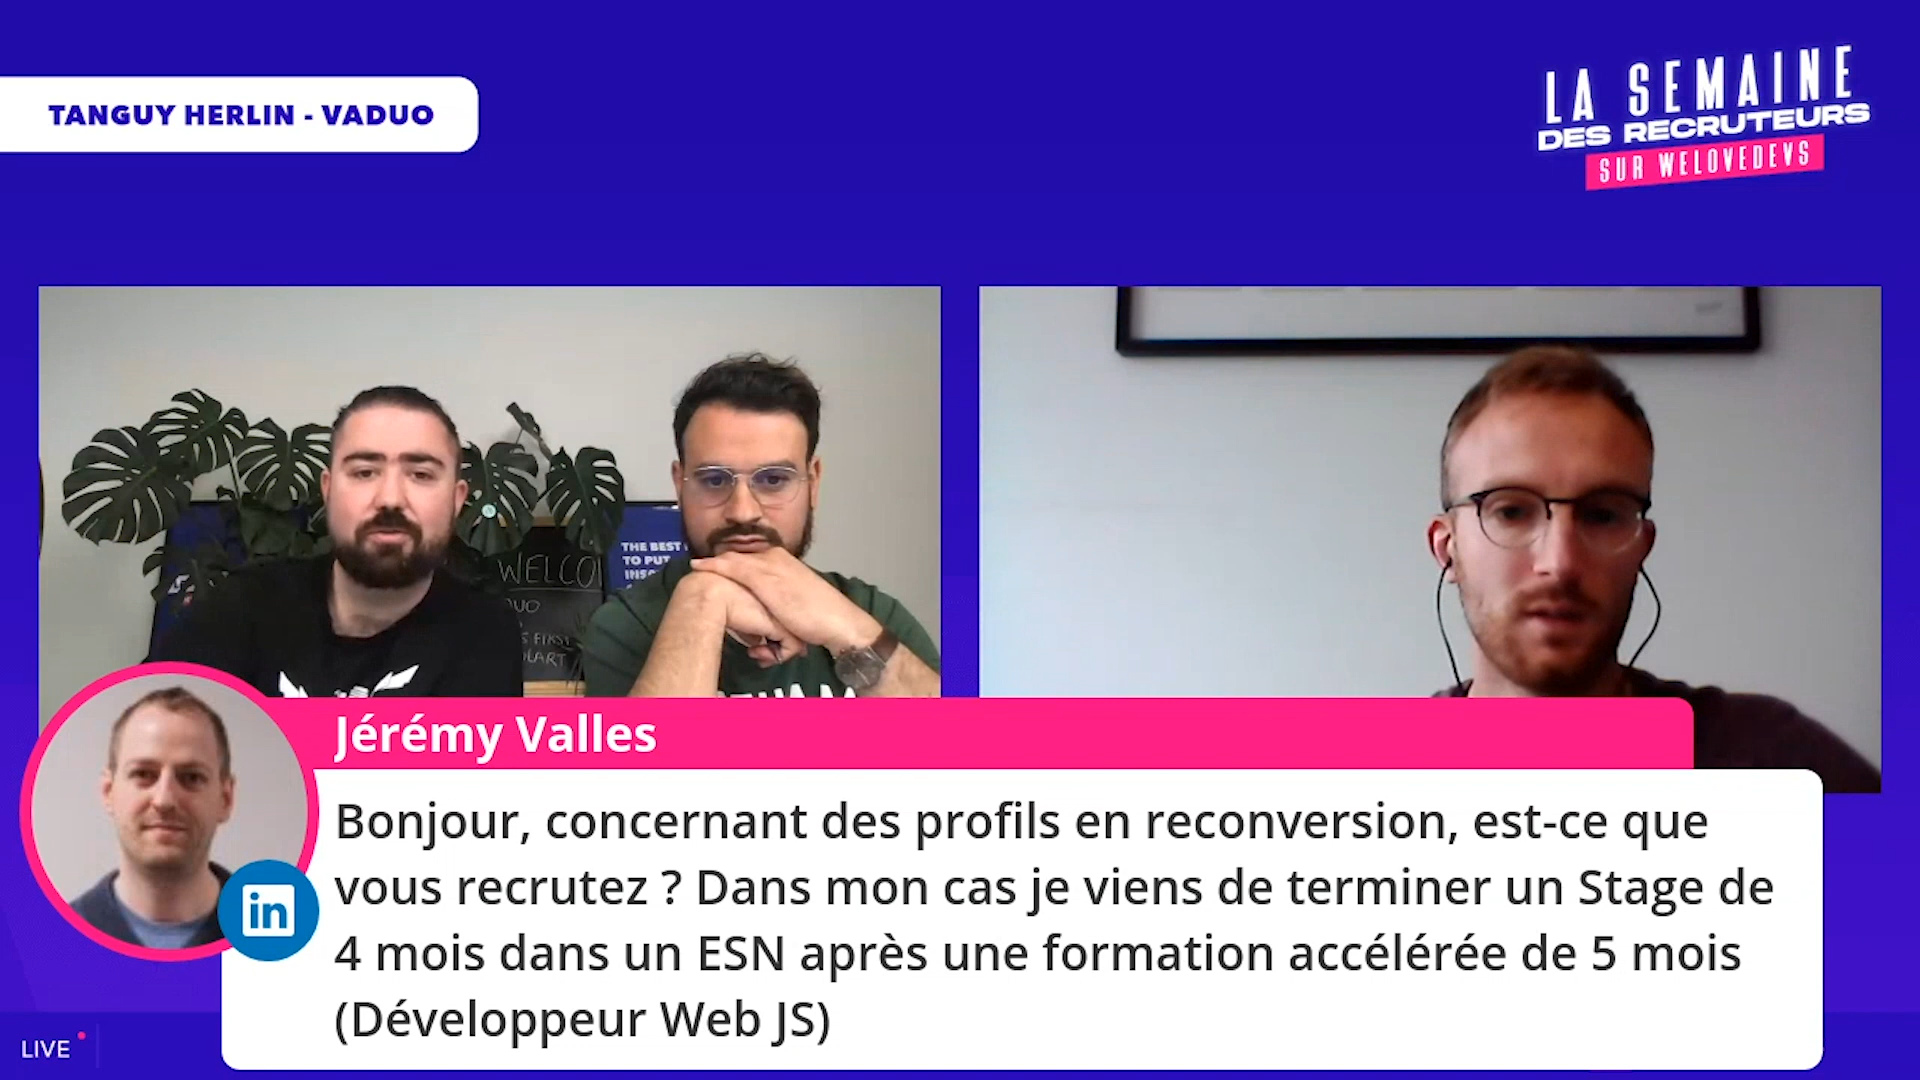 TANGUY HERLIN - VADUO
LA SEMAINE
DES RECRUTEURS
SUR WELOVEDEVS
THE BEST
TO PUT
WELCO
Jérémy Valles
Bonjour, concernant des profils en reconversion, est-ce que
vous recrutez ? Dans mon cas je viens de terminer un Stage de
4 mois dans un ESN après une formation accélérée de 5 mois
(Développeur Web JS)
in
LIVE